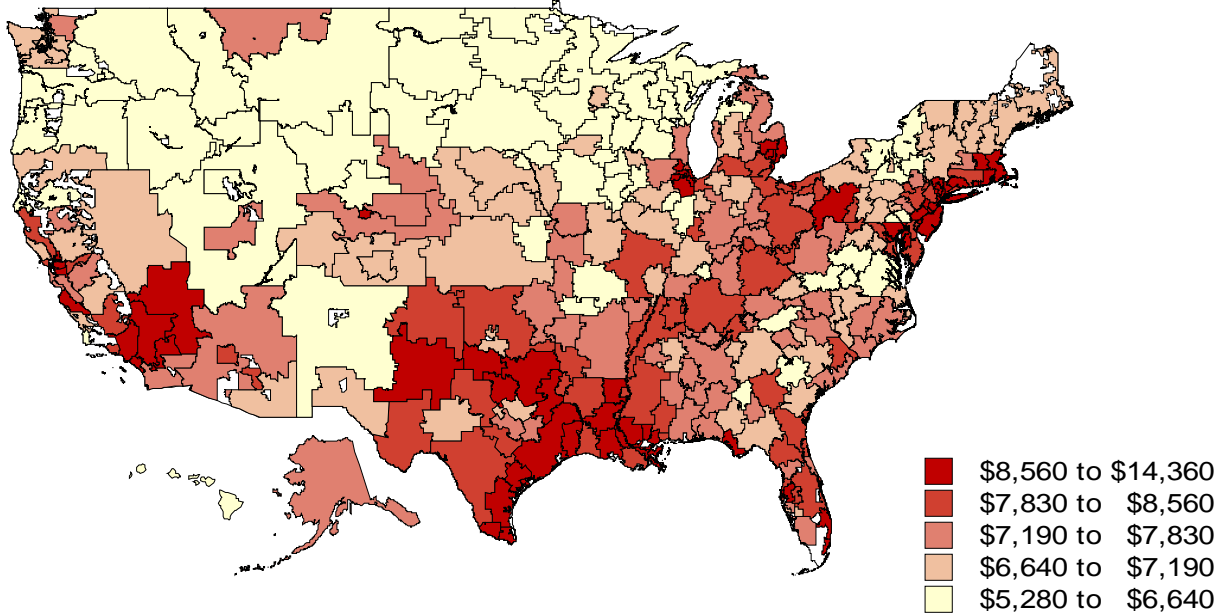 $8,560 to $14,360
$7,830 to $8,560
$7,190 to $7,830
$6,640 to $7,190
$5,280 to $6,640